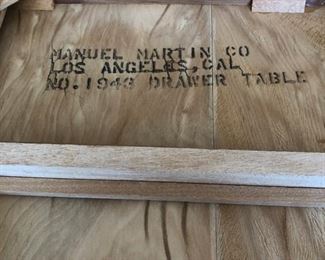 MANUEL MARTIN CO
LOS ANGELES, CAL
NO. 1943 DRAWER TABLE